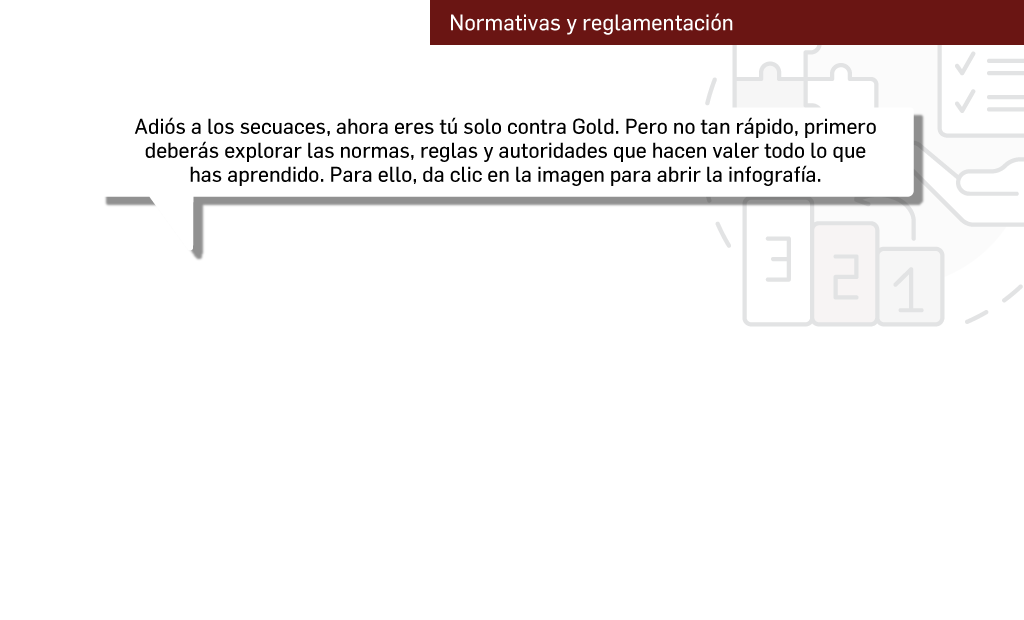 Normativas y reglamentación
Adiós a los secuaces, ahora eres tú solo contra Gold. Pero no tan rápido, primero
deberás explorar las normas, reglas y autoridades que hacen valer todo lo que
has aprendido. Para ello, da clic en la imagen para abrir la infografía.
3 2 1